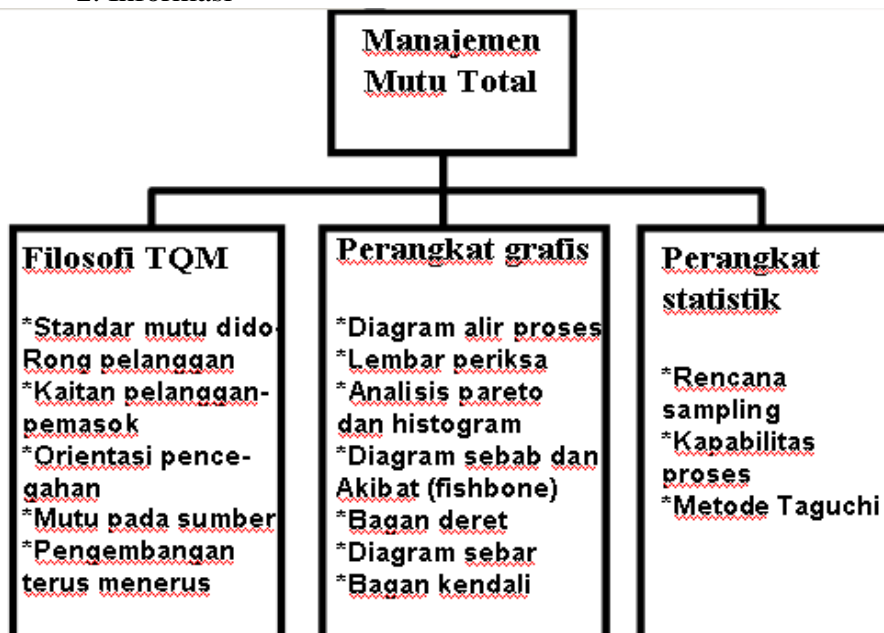 2. Informasi
Manajemen
Mutu Total
Filosofi TQM
*Standar mutu dido-
Rong pelanggan
*Kaitan pelanggan-
pemasok
*Orientasi pence-
gahan
*Mutu pada sumber
*Pengembangan
terus menerus
Perangkat grafis
*Diagram alir proses
*Lembar periksa
*Analisis pareto
dan histogram
*Diagram sebab dan
Akibat (fishbone)
*Bagan deret
*Diagram sebar
*Bagan kendali
Perangkat
statistik
*Rencana
sampling
*Kapabilitas
proses
*Metode Taguchi